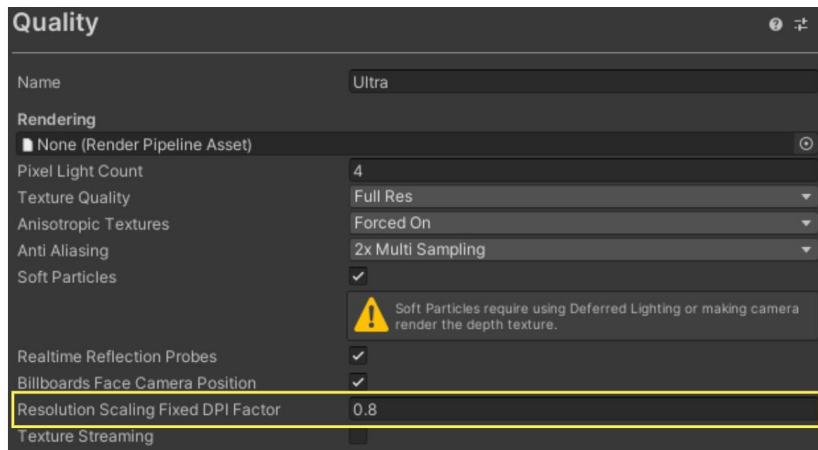 Quality
Name Ultra
Rendering
None (Render Pipeline Asset)
Pixel Light Count 4
Texture Quality Full Res
Anisotropic Textures Forced On
Anti Aliasing 2x Multi Sampling
Soft Particles
Soft Particles require using Deferred Lighting or making camera
render the depth texture.
Realtime Reflection Probes
Billboards Face Camera Position
Resolution Scaling Fixed DPI Factor 0.8
Texture Streaming